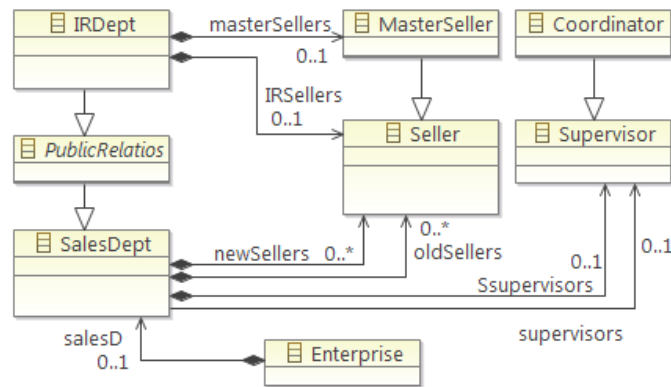 IRDept
masterSellers
0..1
MasterSeller
Coordinator
IRSellers
0..1
Seller
Supervisor
PublicRelatios
SalesDept
newSellers
0..*
0..*
oldSellers
Ssupervisors
0..1
0..1
supervisors
salesD
0..1
Enterprise